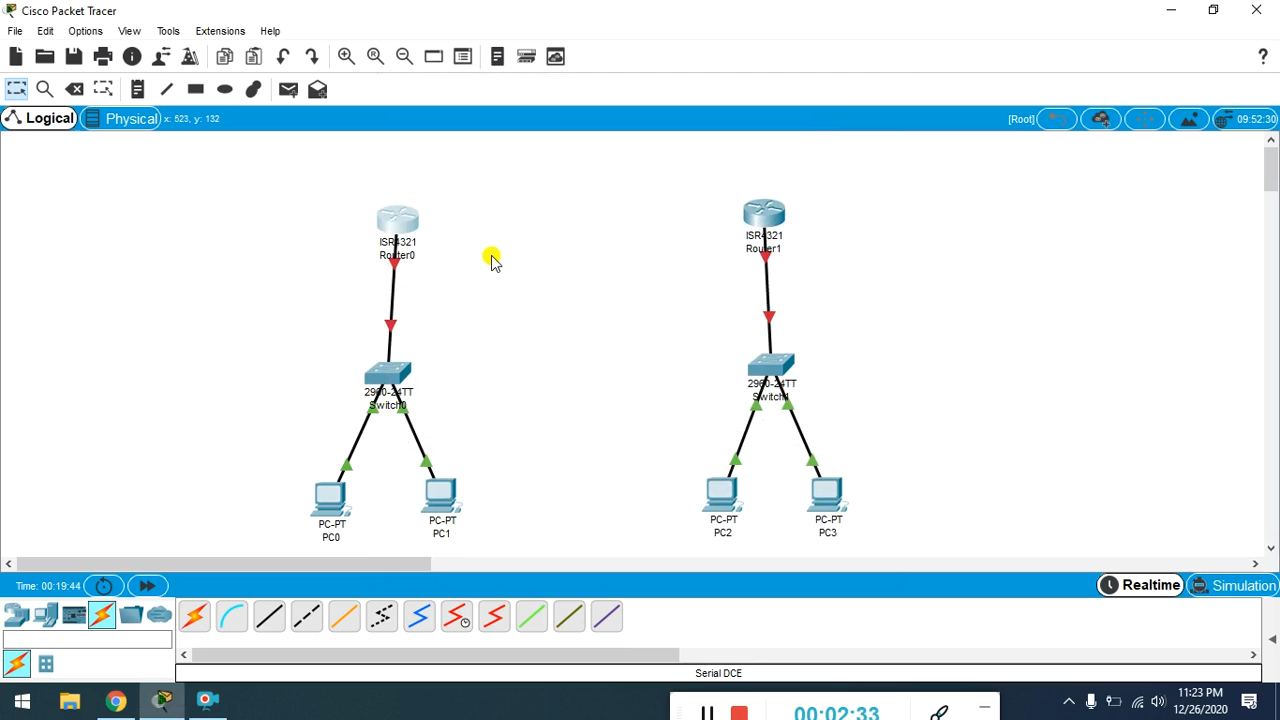 Cisco Packet Tracer
File Edit Options View Tools Extensions Help
?
Logical Physical x: 523, y: 132 [Root] 09:52:30
ISR4321
Router0
ISR4321
Router1
2960-24TT
Switch0
2960-24TT
Switch1
PC-PT
PC0
PC-PT
PC1
PC-PT
PC2
PC-PT
PC3
Time: 00:19:44 Realtime Simulation
Serial DCE
00:02:33
11:23 PM
12/26/2020